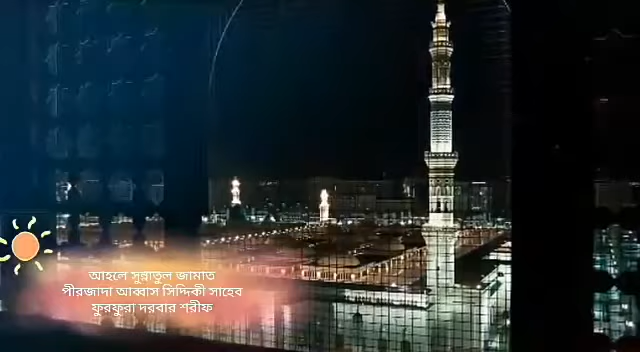 আহলে সুন্নাতুল জামাত
পীরজাদা আব্বাস সিদ্দিকী সাহেব
ফুরফুরা দরবার শরীফ